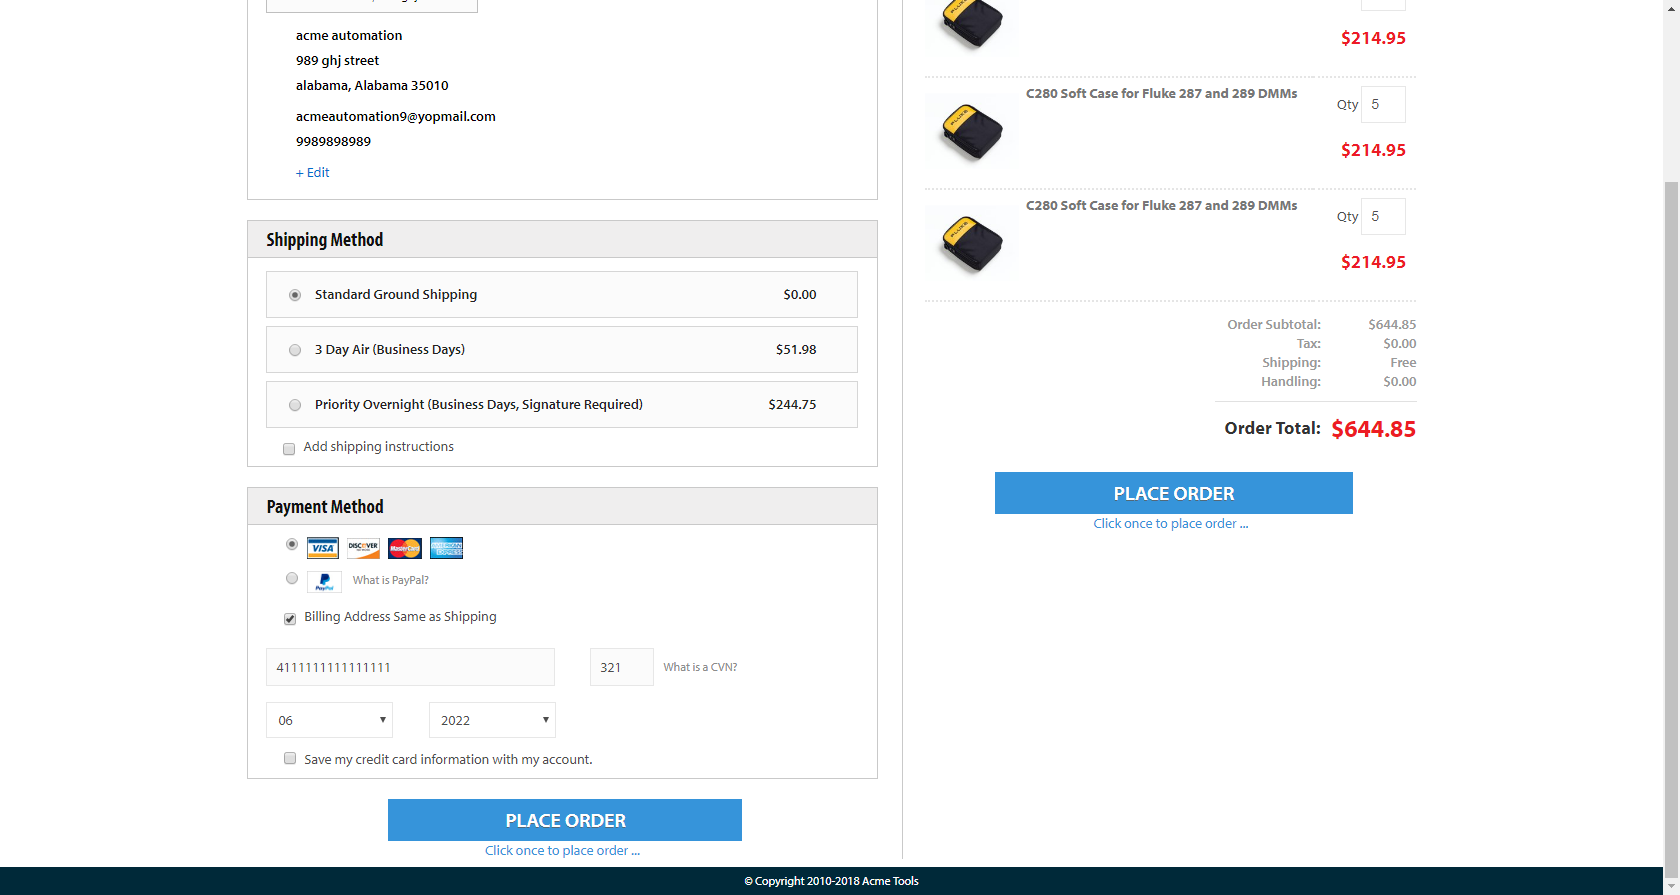 acme automation
989 ghj street
alabama, Alabama 35010
acmeautomation9@yopmail.com
9989898989
+ Edit
Shipping Method
Standard Ground Shipping $0.00
3 Day Air (Business Days) $51.98
Priority Overnight (Business Days, Signature Required) $244.75
Add shipping instructions
Payment Method
VISA DISCOVER MasterCard AMERICAN EXPRESS
PayPal What is PayPal?
Billing Address Same as Shipping
4111111111111111 321 What is a CVN?
06 2022
Save my credit card information with my account.
PLACE ORDER
Click once to place order ...
$214.95
C280 Soft Case for Fluke 287 and 289 DMMs
Qty 5
FLUKE
$214.95
C280 Soft Case for Fluke 287 and 289 DMMs
Qty 5
FLUKE
$214.95
Order Subtotal: $644.85
Tax: $0.00
Shipping: Free
Handling: $0.00
Order Total: $644.85
PLACE ORDER
Click once to place order ...
© Copyright 2010-2018 Acme Tools